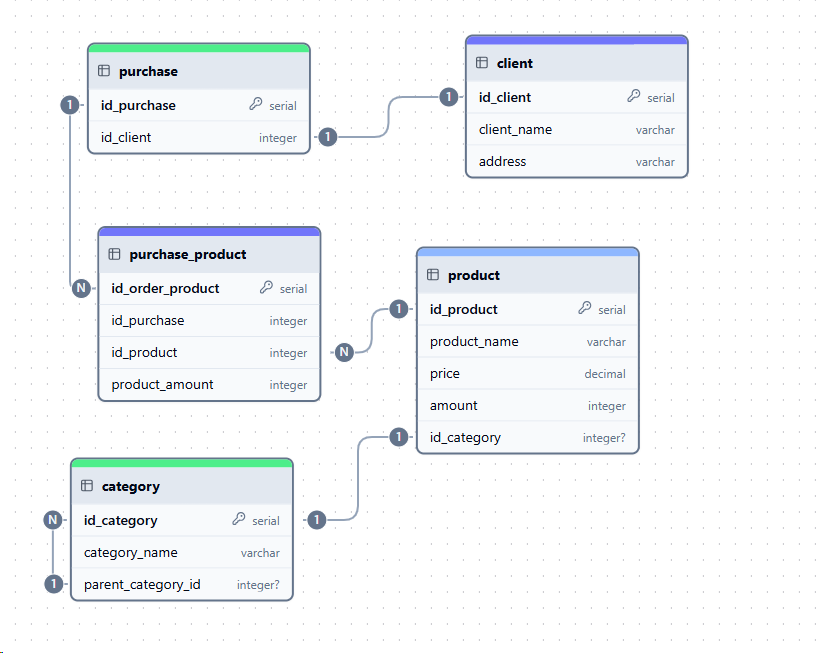 purchase
1 id_purchase serial
id_client integer 1
client
1 id_client serial
client_name varchar
address varchar
purchase_product
N id_order_product serial
id_purchase integer
id_product integer N
product_amount integer
product
1 id_product serial
product_name varchar
price decimal
amount integer
1 id_category integer?
category
N id_category serial 1
category_name varchar
1 parent_category_id integer?